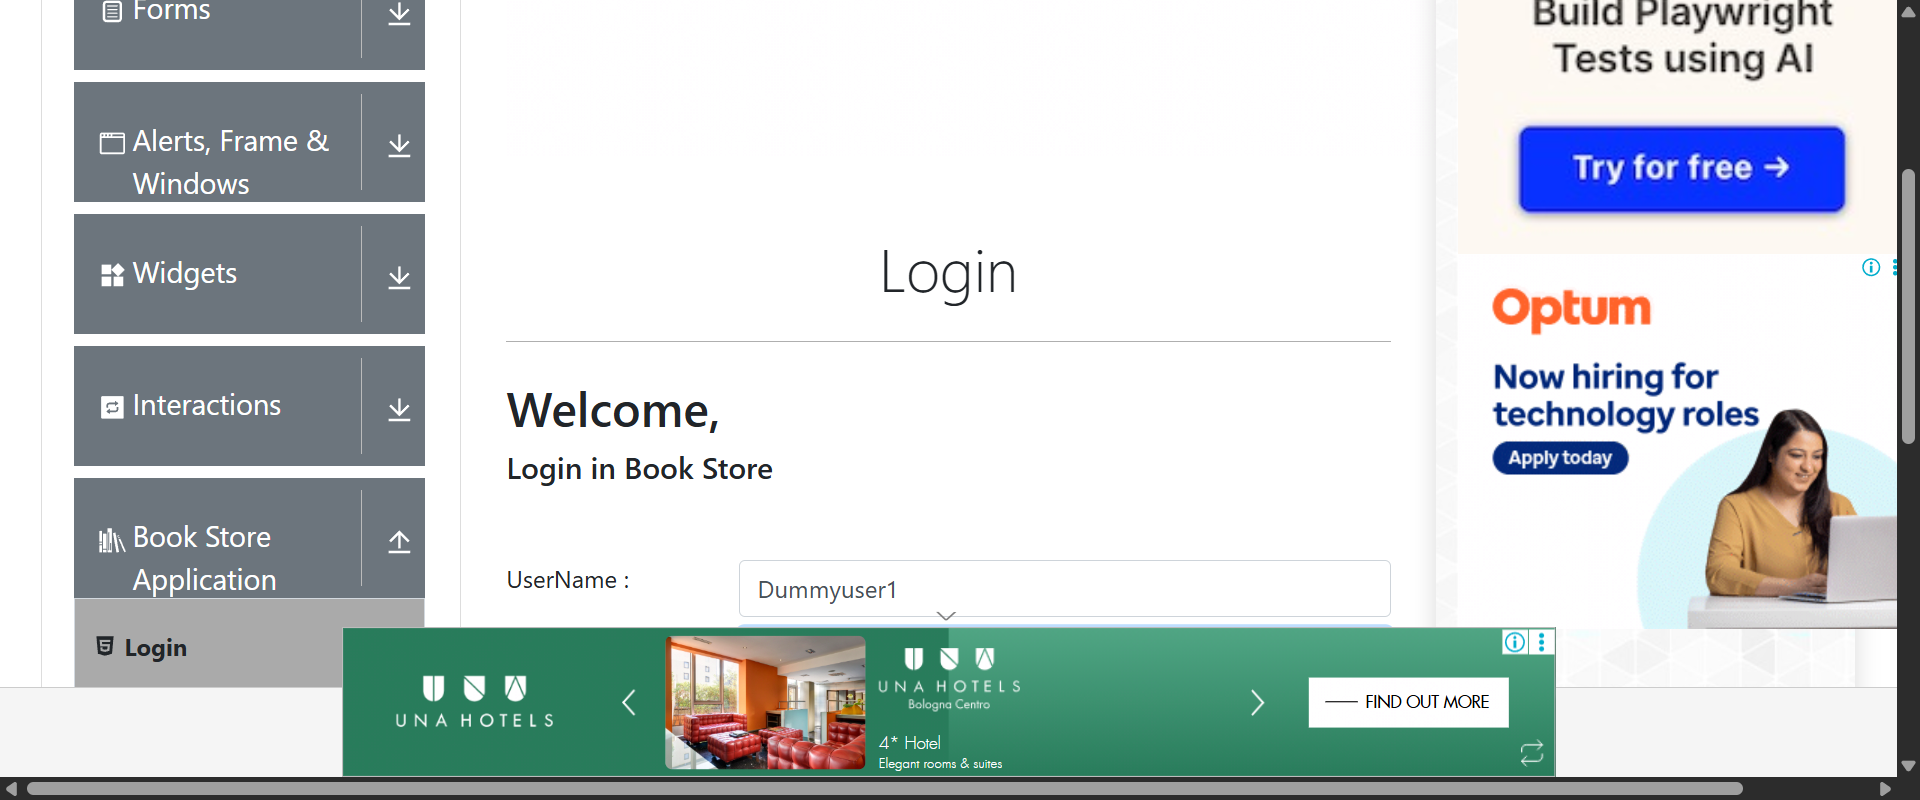 Forms
Alerts, Frame &
Windows
Widgets
Interactions
Book Store
Application
Login
Login
Welcome,
Login in Book Store
UserName :
Dummyuser1
Build Playwright
Tests using AI
Try for free →
Optum
Now hiring for
technology roles
Apply today
UNA HOTELS
UNA HOTELS
Bologna Centro
4* Hotel
Elegant rooms & suites
FIND OUT MORE